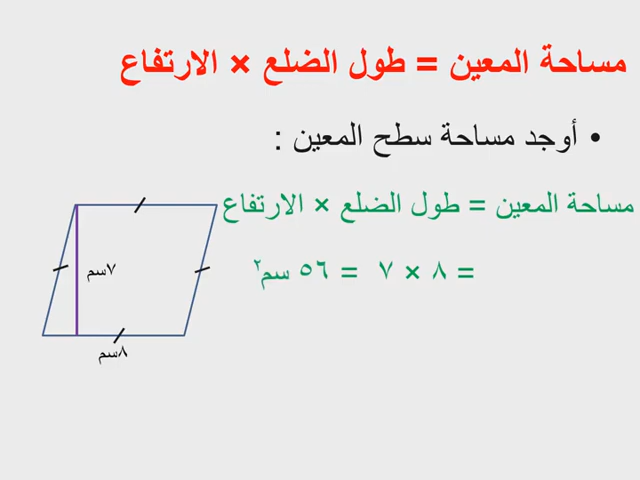 مساحة المعين = طول الضلع × الارتفاع
• أوجد مساحة سطح المعين :
مساحة المعين = طول الضلع × الارتفاع
= ٨ × ٧ = ٥٦ سم٢
٧سم
٨سم